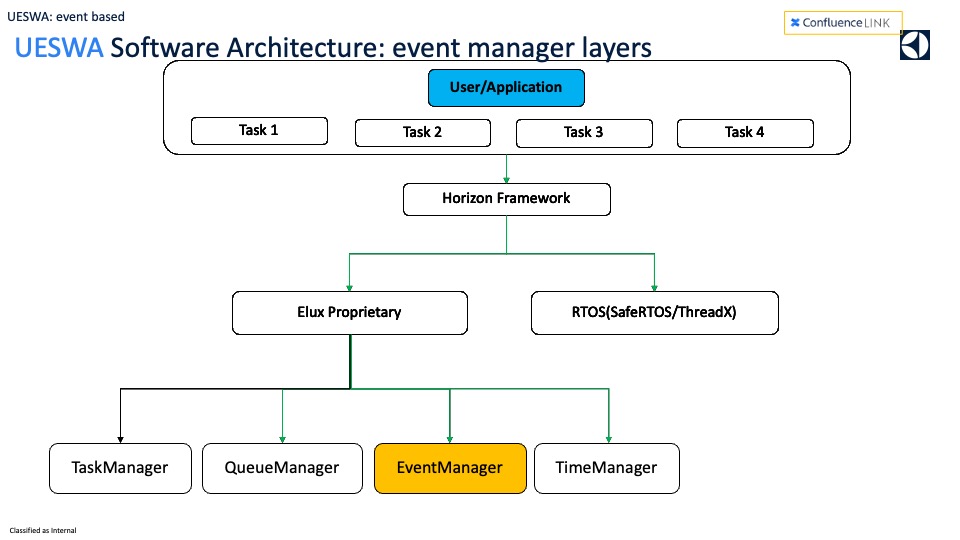 UESWA: event based
Confluence LINK
UESWA Software Architecture: event manager layers
User/Application
Task 1
Task 2
Task 3
Task 4
Horizon Framework
Elux Proprietary
RTOS(SafeRTOS/ThreadX)
TaskManager
QueueManager
EventManager
TimeManager
Classified as Internal